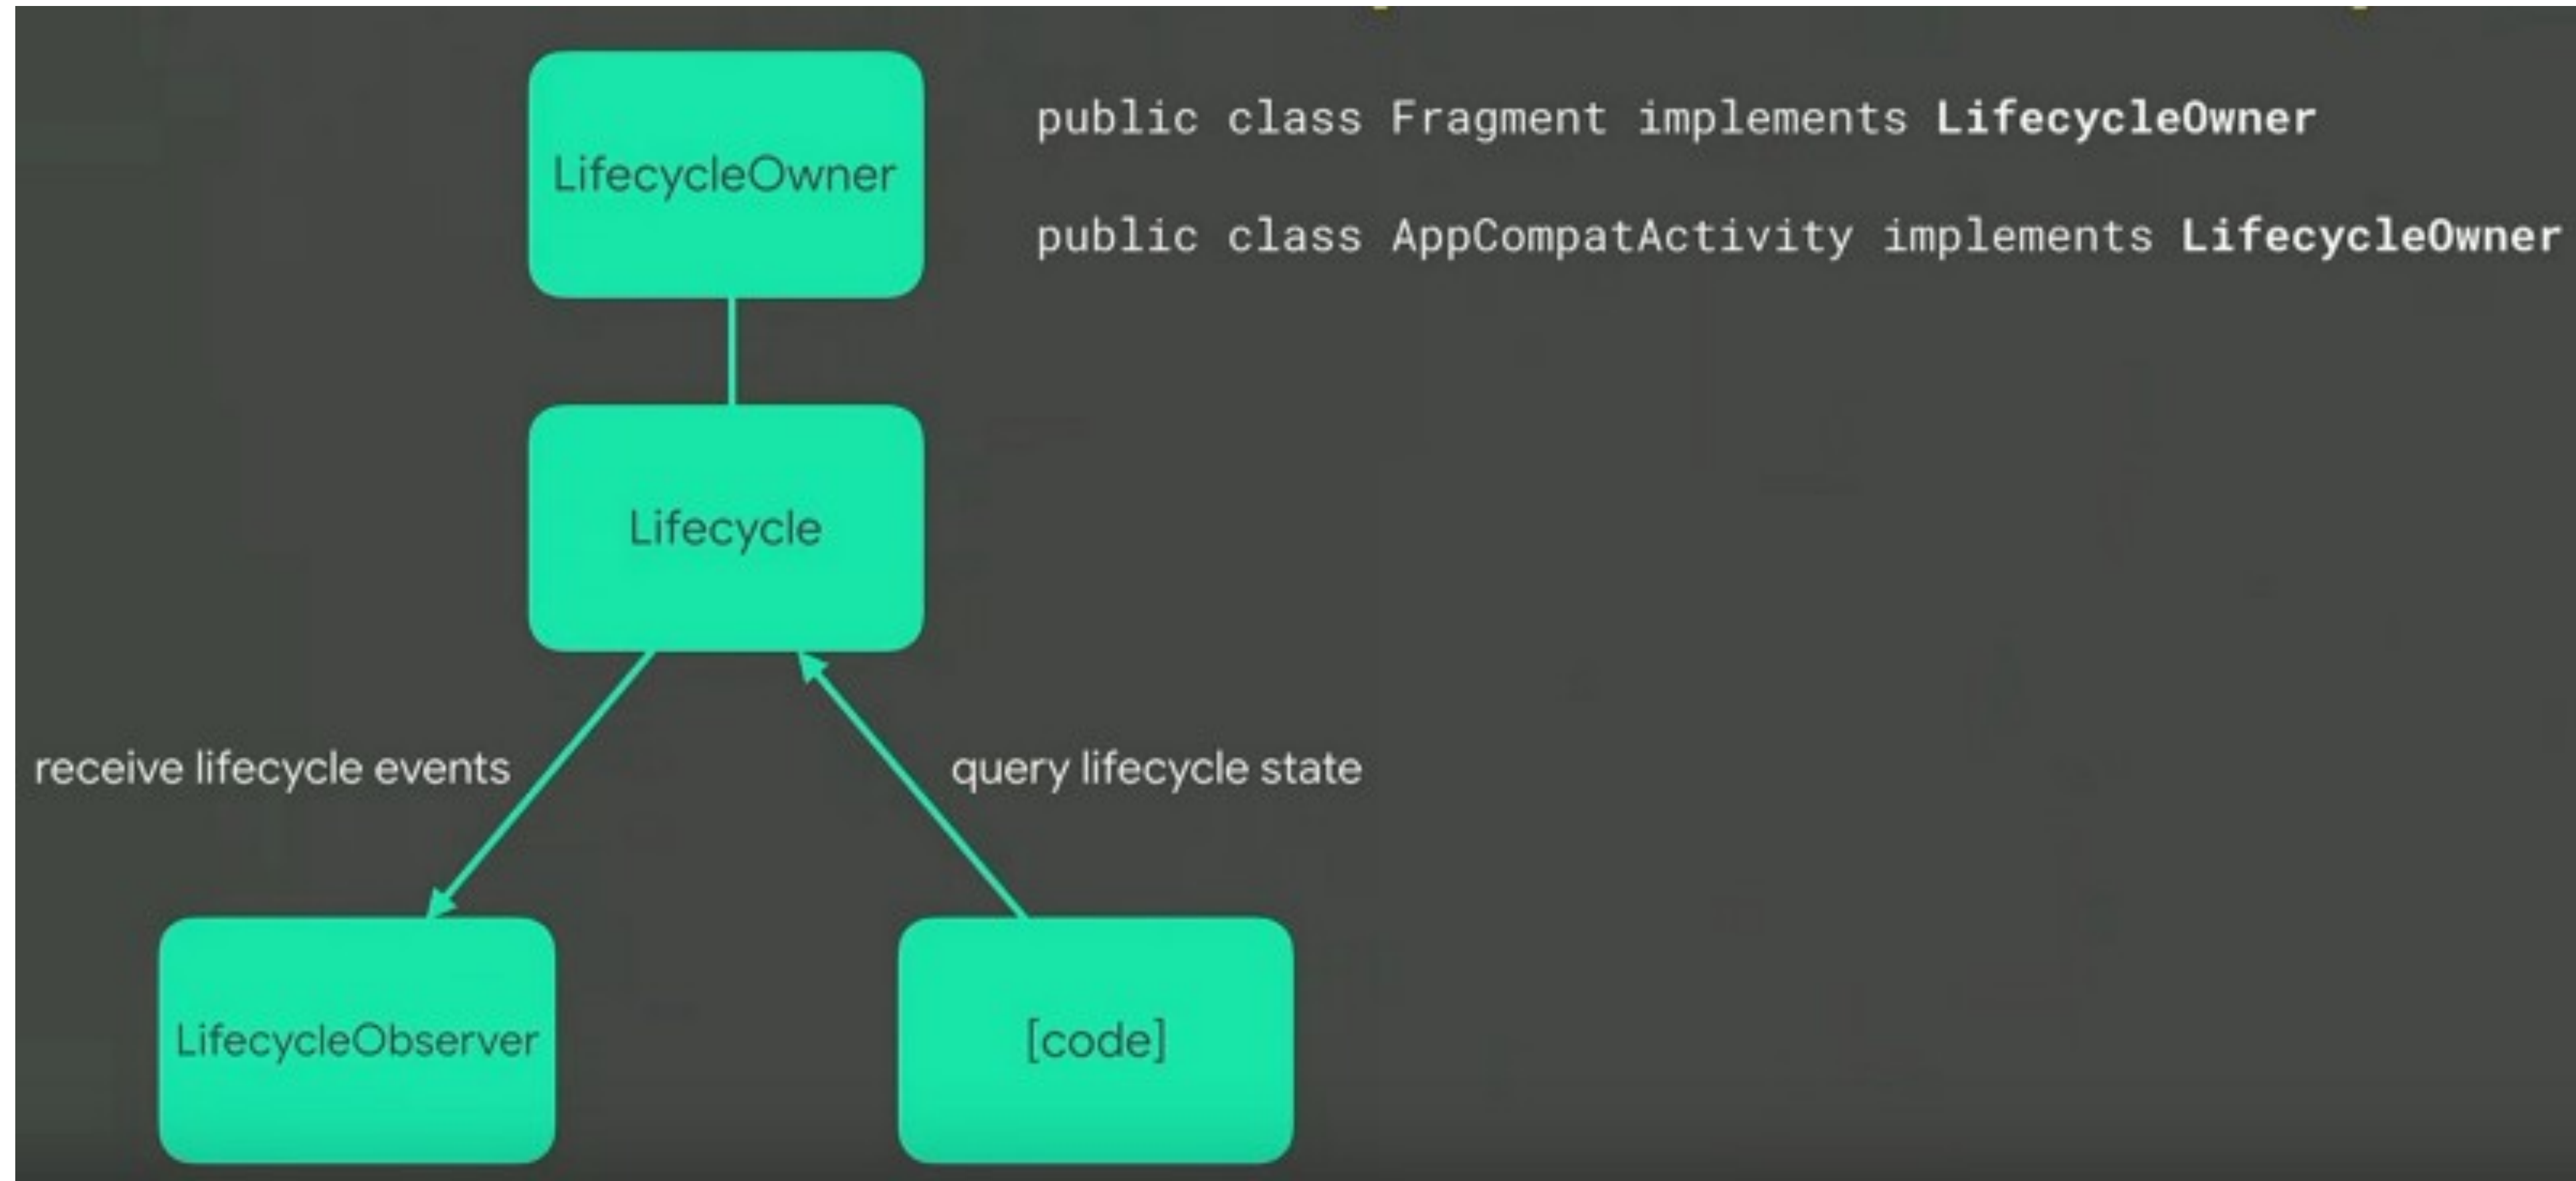 LifecycleOwner
public class Fragment implements LifecycleOwner
public class AppCompatActivity implements LifecycleOwner
Lifecycle
receive lifecycle events
query lifecycle state
LifecycleObserver
[code]